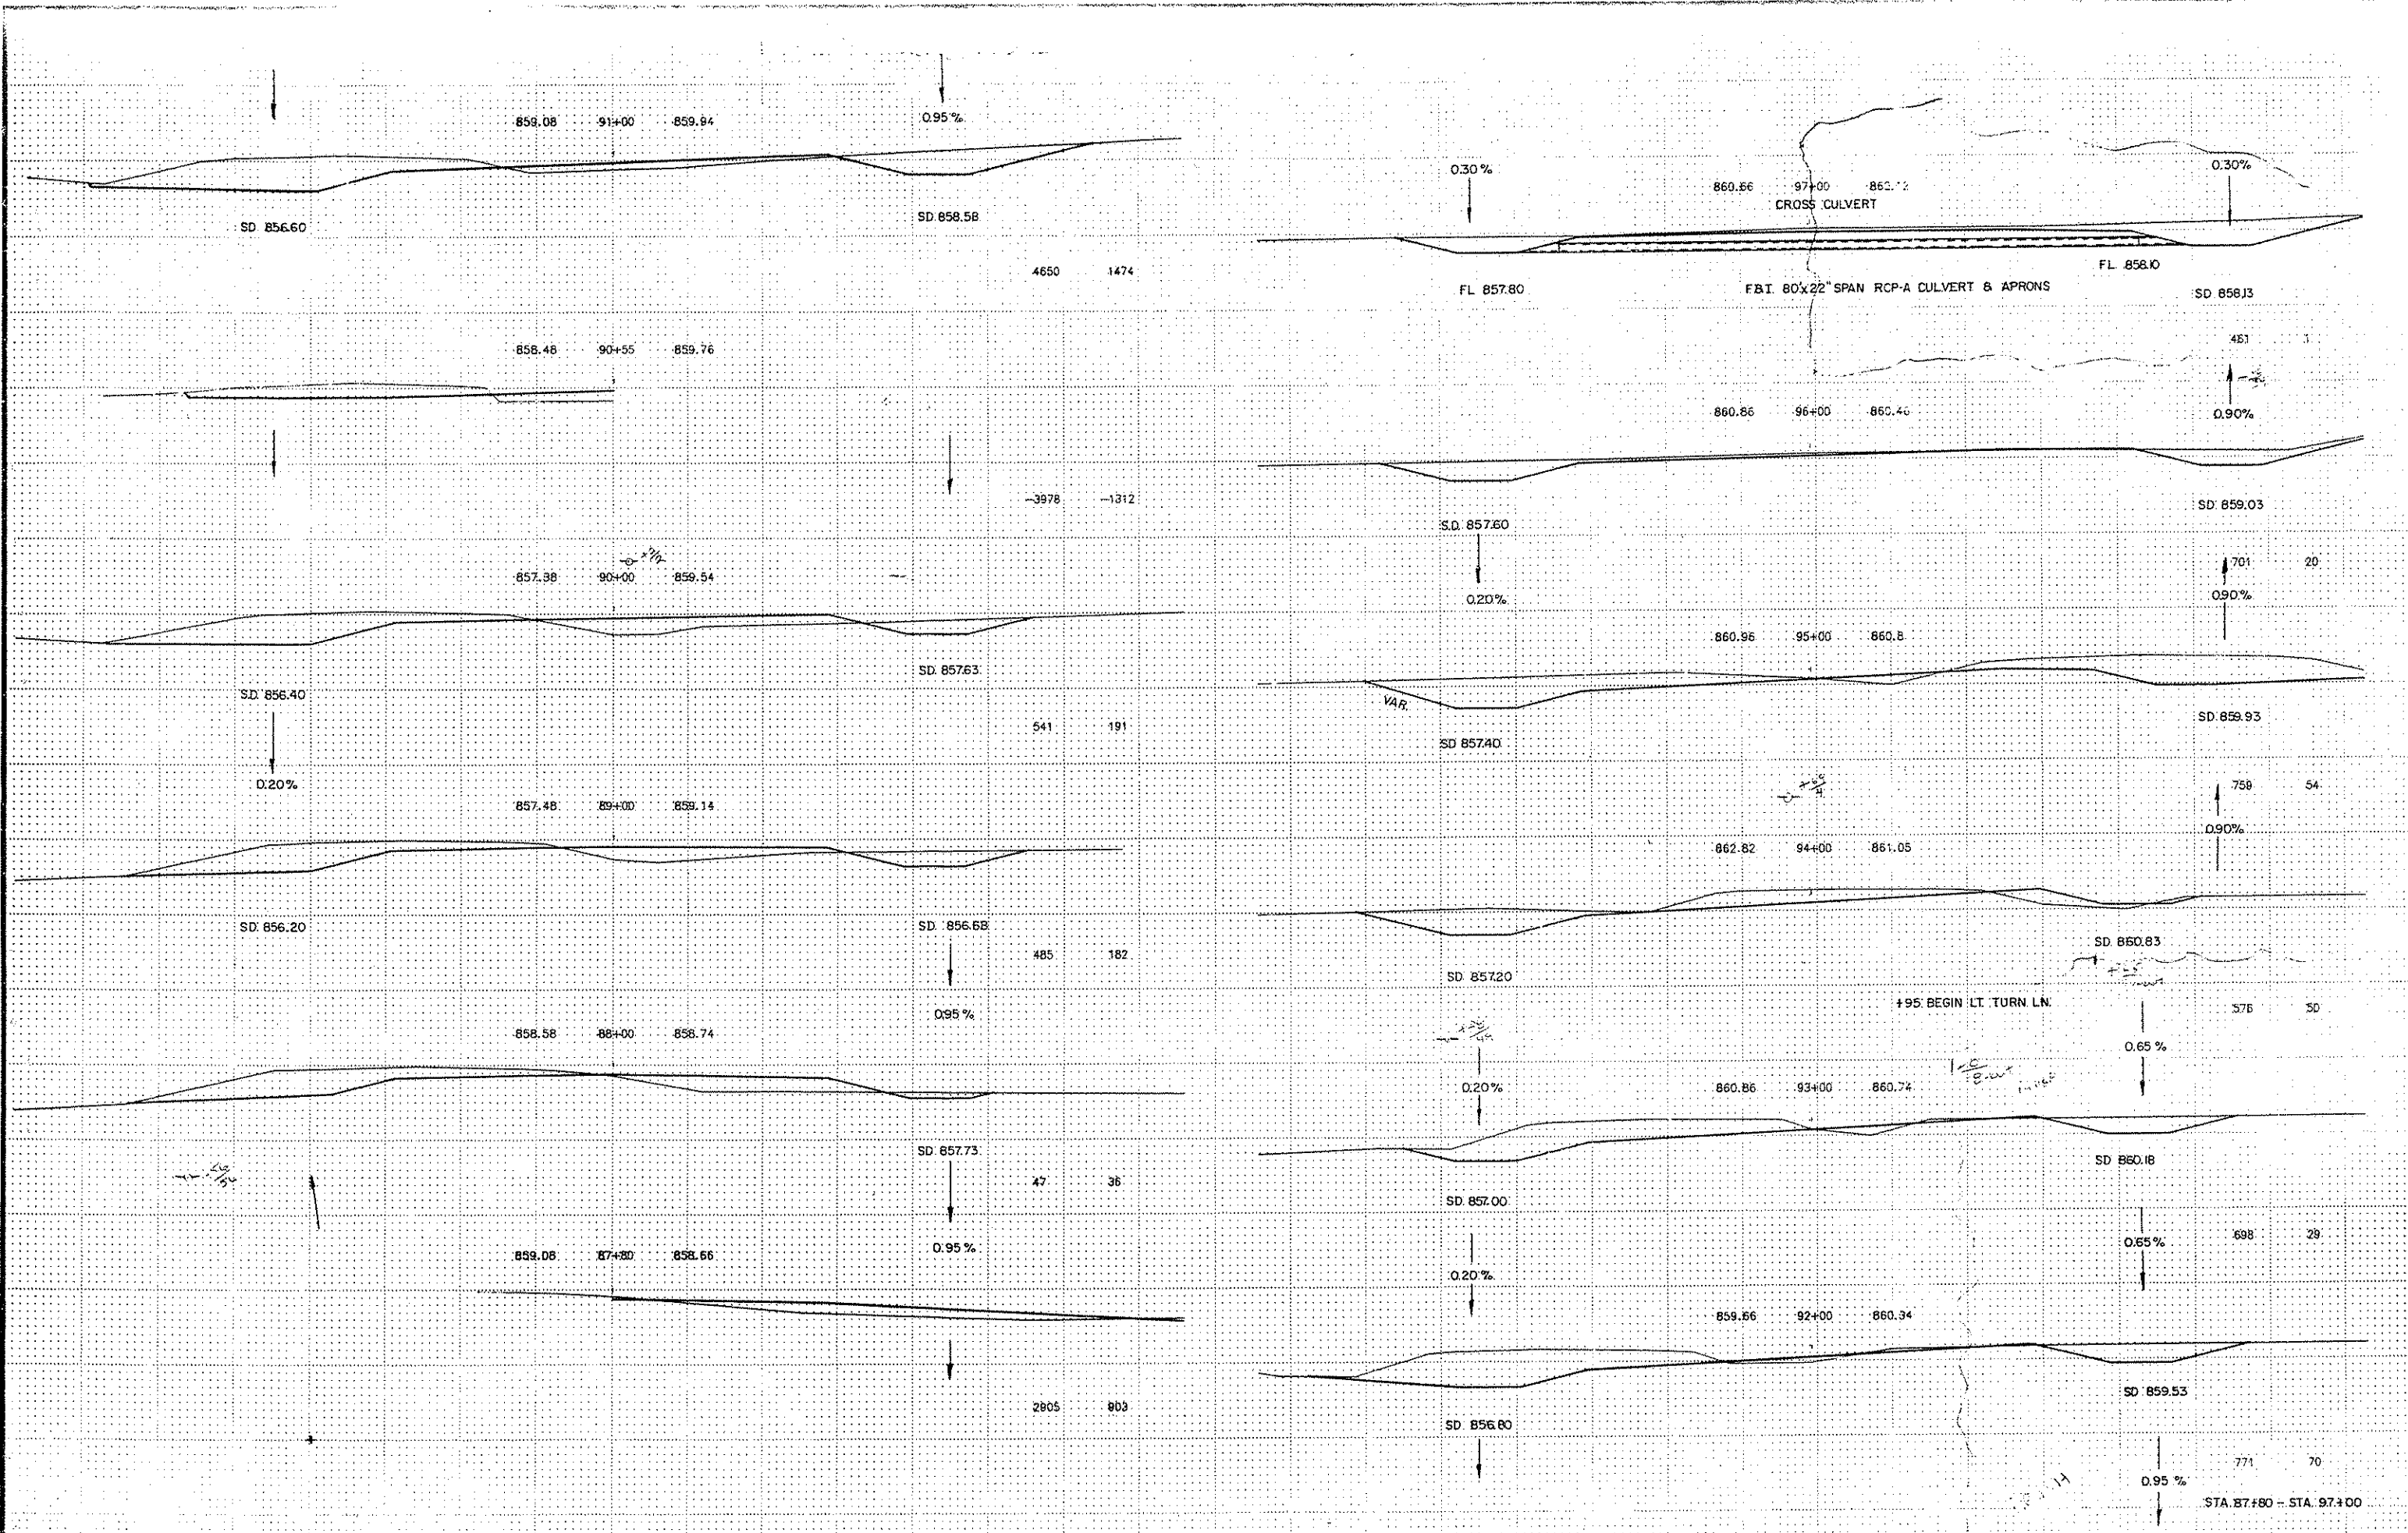 859.08 91+00 859.94
0.95%
SD 856.60
SD 858.58
4650 1474
858.48 90+55 859.76
-3978 -1312
857.38 90+00 859.54
SD 857.63
SD 856.40
541 191
0.20%
857.48 89+00 859.14
SD 856.20
SD 856.68
485 182
0.95%
858.58 88+00 858.74
SD 857.73
47 36
859.08 87+80 858.66
0.95%
2905 903
0.30%
860.66 97+00
CROSS CULVERT
0.30%
FL 857.80
F.B.I. 80'x22" SPAN RCP-A CULVERT & APRONS
FL 858.10
SD 858.13
461 1
860.86 96+00 860.46
0.90%
S.D. 857.60
SD 859.03
701 20
0.20%
0.90%
860.96 95+00 860.8
VAR.
SD 857.40
SD 859.93
759 54
0.90%
862.82 94+00 861.05
SD 857.20
SD 860.83
+95 BEGIN LT. TURN LN.
576 50
0.65%
0.20%
860.86 93+00 860.74
SD 857.00
SD 860.18
698 29
0.65%
0.20%
859.66 92+00 860.34
SD 856.80
SD 859.53
771 70
0.95%
STA. 87+80 - STA. 97+00